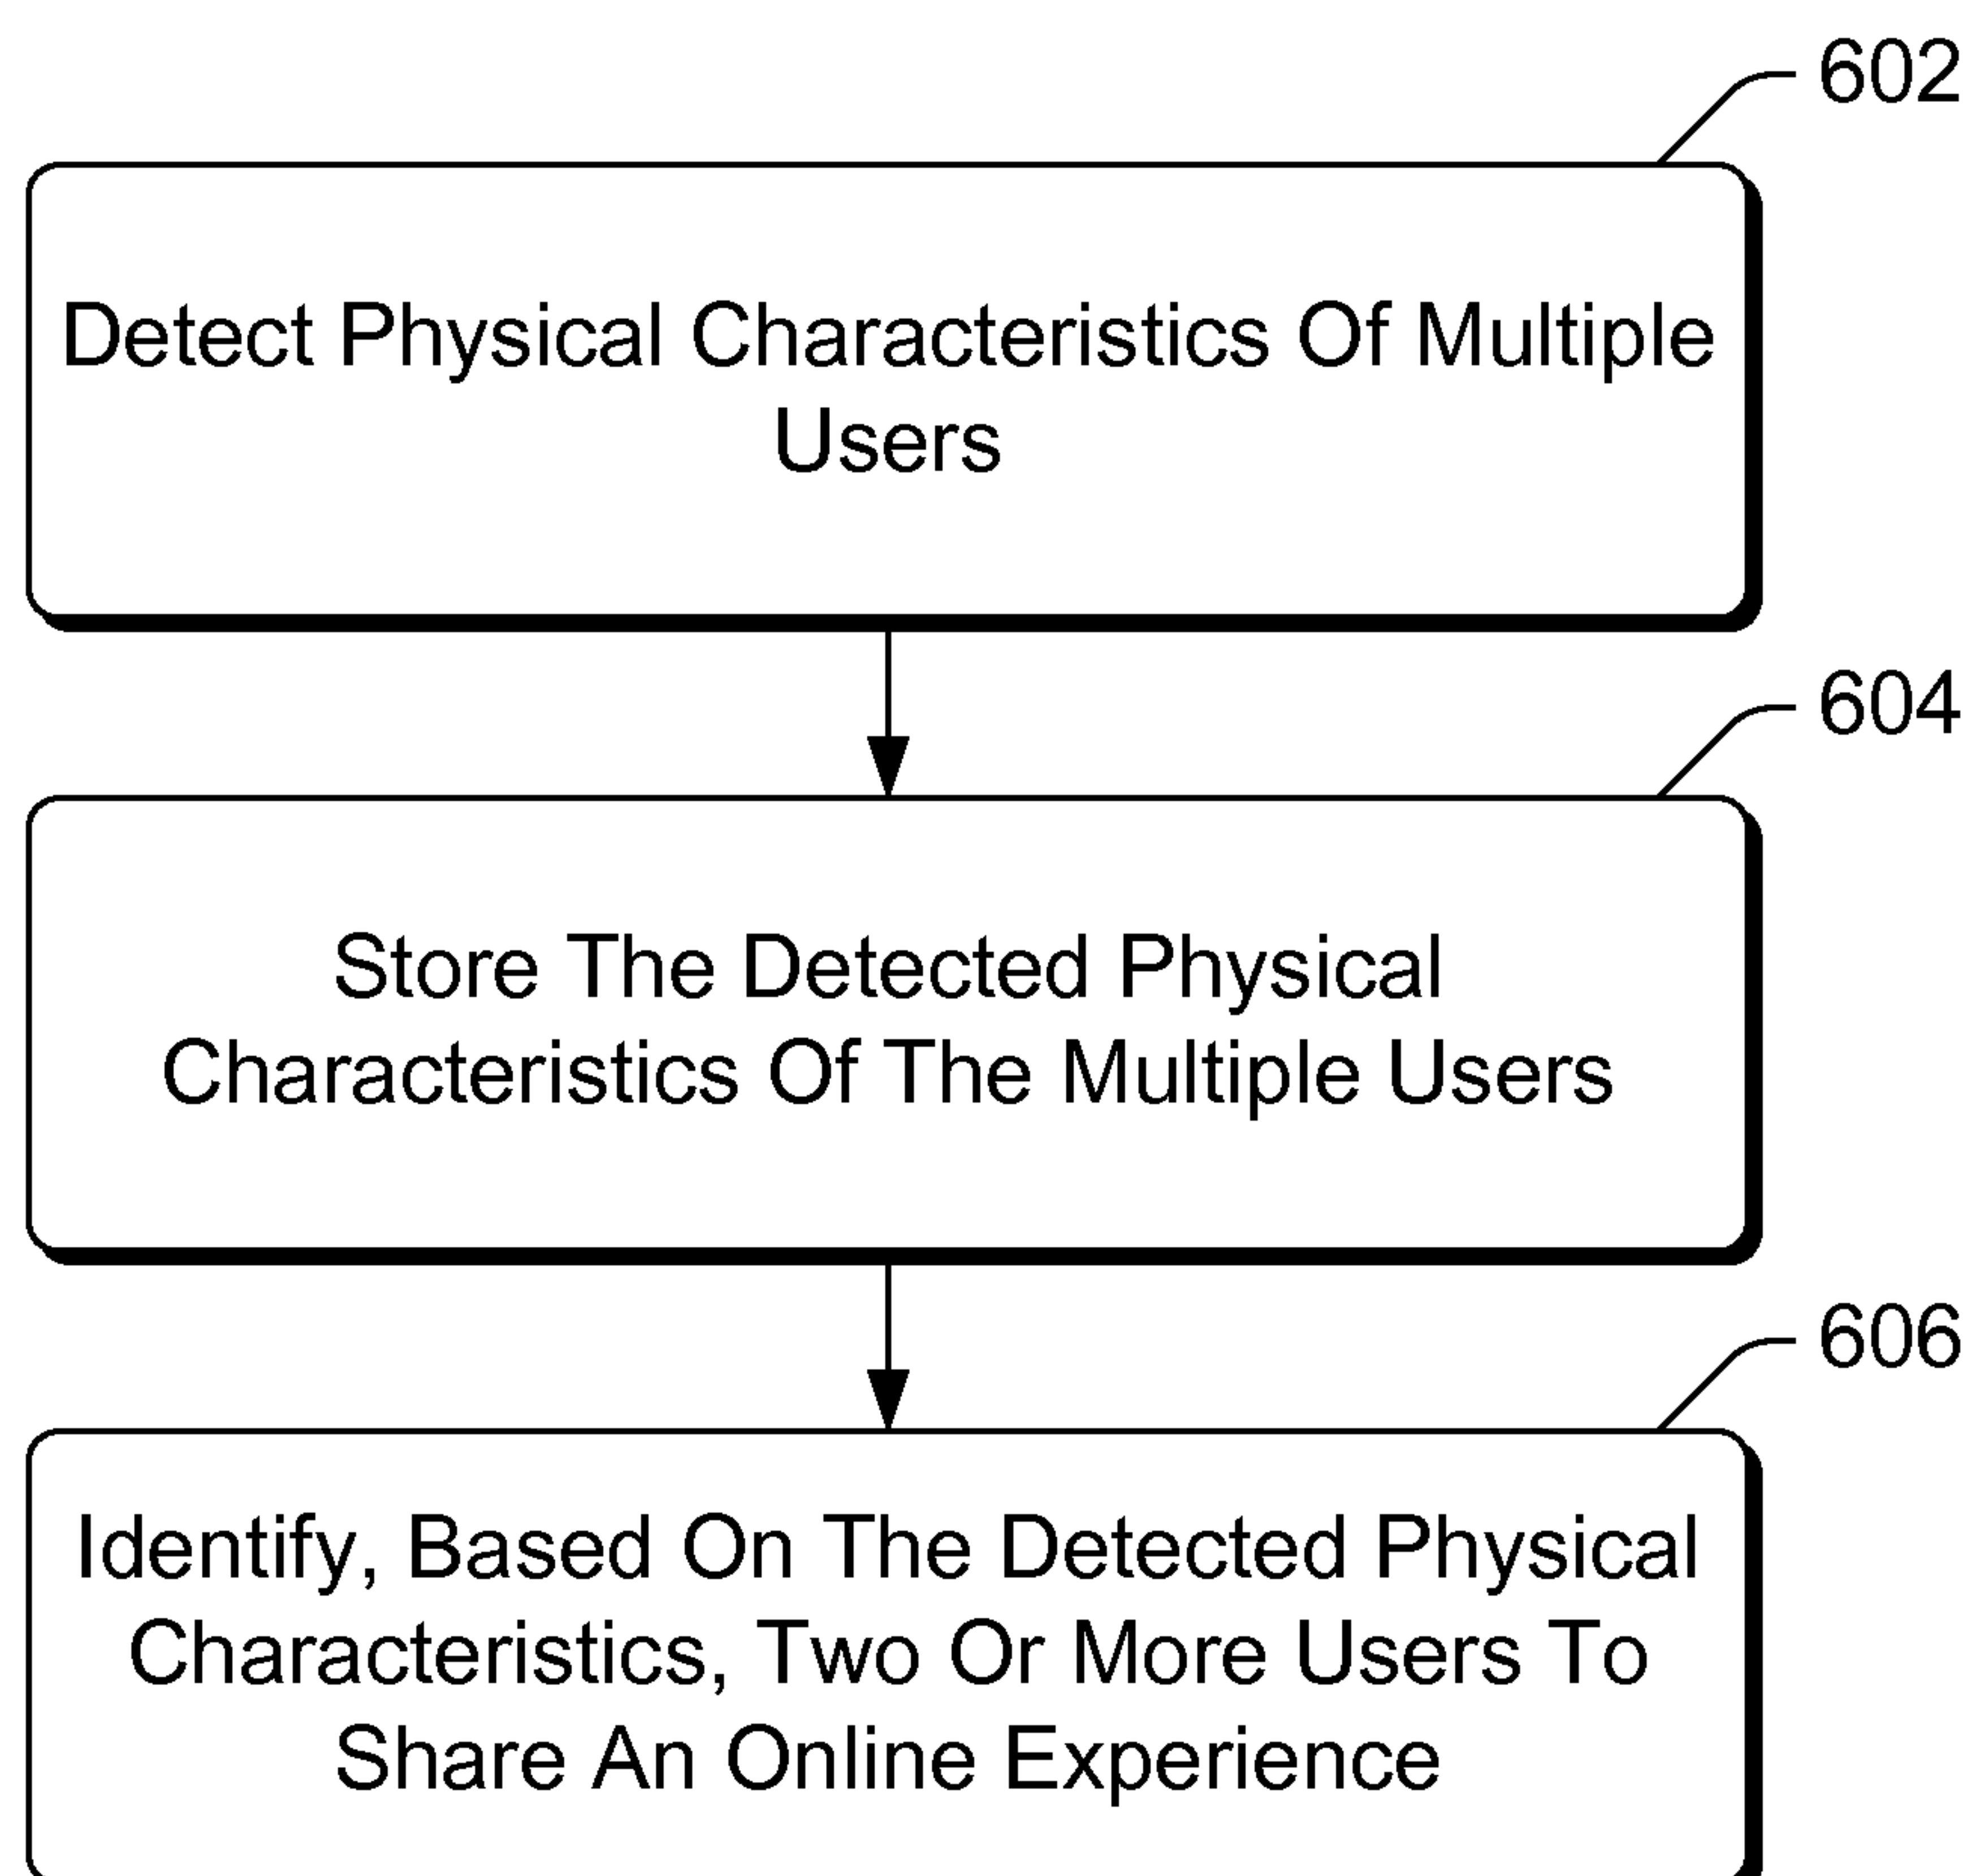 602
Detect Physical Characteristics Of Multiple
Users
604
Store The Detected Physical
Characteristics Of The Multiple Users
606
Identify, Based On The Detected Physical
Characteristics, Two Or More Users To
Share An Online Experience